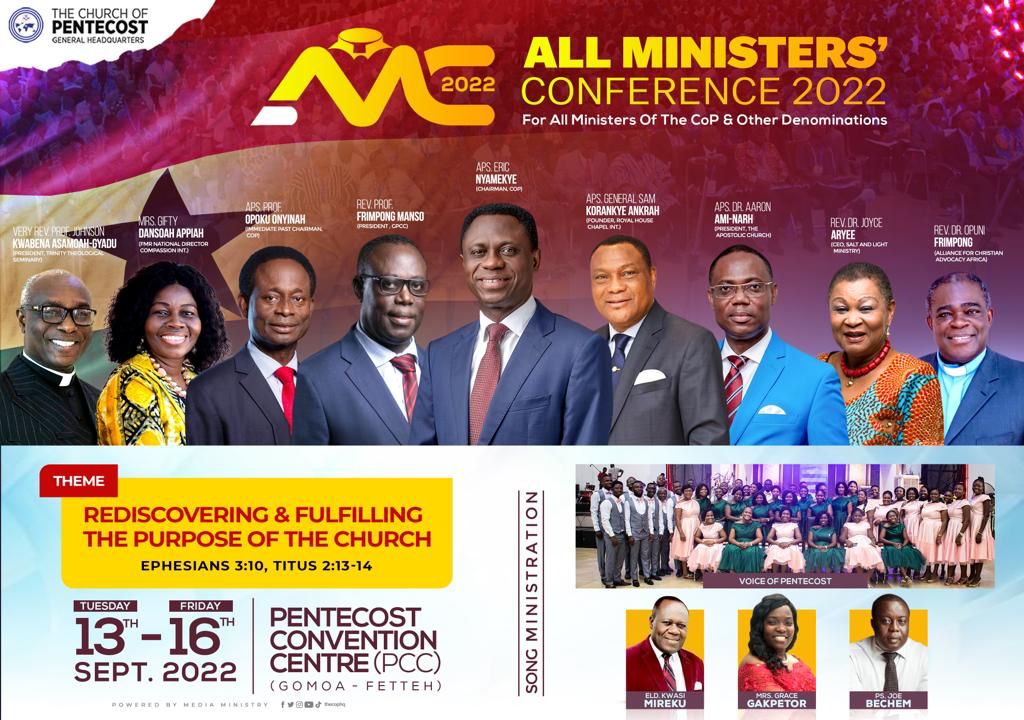 THE CHURCH OF
PENTECOST
GENERAL HEADQUARTERS
AMC
2022
ALL MINISTERS'
CONFERENCE 2022
For All Ministers Of The CoP & Other Denominations
VERY REV. PROF. JOHNSON
KWABENA ASAMOAH-GYADU
(PRESIDENT, TRINITY THEOLOGICAL
SEMINARY)
MRS. GIFTY
DANSOAH APPIAH
(FMR NATIONAL DIRECTOR
COMPASSION INT.)
APS. PROF.
OPOKU ONYINAH
(IMMEDIATE PAST CHAIRMAN,
COP)
REV. PROF.
FRIMPONG MANSO
(PRESIDENT, GPCC)
APS. ERIC
NYAMEKYE
(CHAIRMAN, COP)
APS. GENERAL SAM
KORANKYE ANKRAH
(FOUNDER, ROYAL HOUSE
CHAPEL INT.)
APS. DR. AARON
AMI-NARH
(PRESIDENT, THE
APOSTOLIC CHURCH)
REV. DR. JOYCE
ARYEE
(CEO, SALT AND LIGHT
MINISTRY)
REV. DR. OPUNI
FRIMPONG
(ALLIANCE FOR CHRISTIAN
ADVOCACY AFRICA)
THEME
REDISCOVERING & FULFILLING
THE PURPOSE OF THE CHURCH
EPHESIANS 3:10, TITUS 2:13-14
TUESDAY FRIDAY
13TH - 16TH
SEPT. 2022
PENTECOST
CONVENTION
CENTRE (PCC)
(GOMOA - FETTEH)
POWERED BY MEDIA MINISTRY thecophq
SONG MINISTRATION
VOICE OF PENTECOST
ELD. KWASI
MIREKU
MRS. GRACE
GAKPETOR
PS. JOE
BECHEM